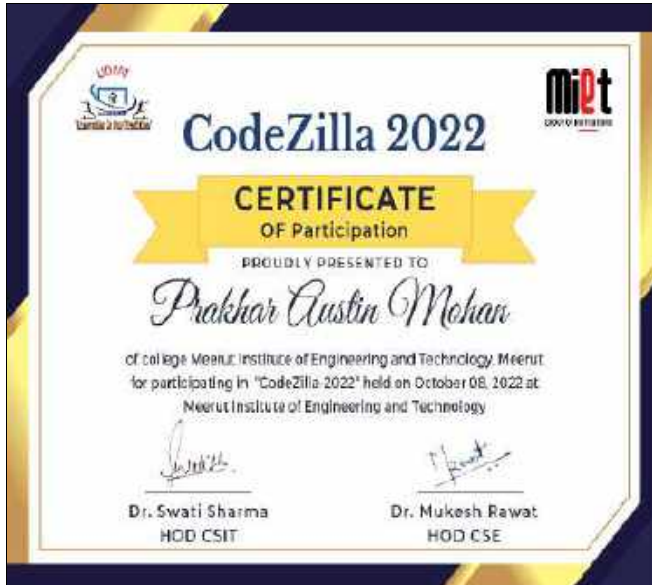 miet
CodeZilla 2022
CERTIFICATE
OF Participation
PROUDLY PRESENTED TO
Prakhar Austin Mohan
of college Meerut Institute of Engineering and Technology, Meerut
for participating in "CodeZilla-2022" held on October 08, 2022 at
Meerut Institute of Engineering and Technology
Dr. Swati Sharma
Dr. Mukesh Rawat
HOD CSIT
HOD CSE